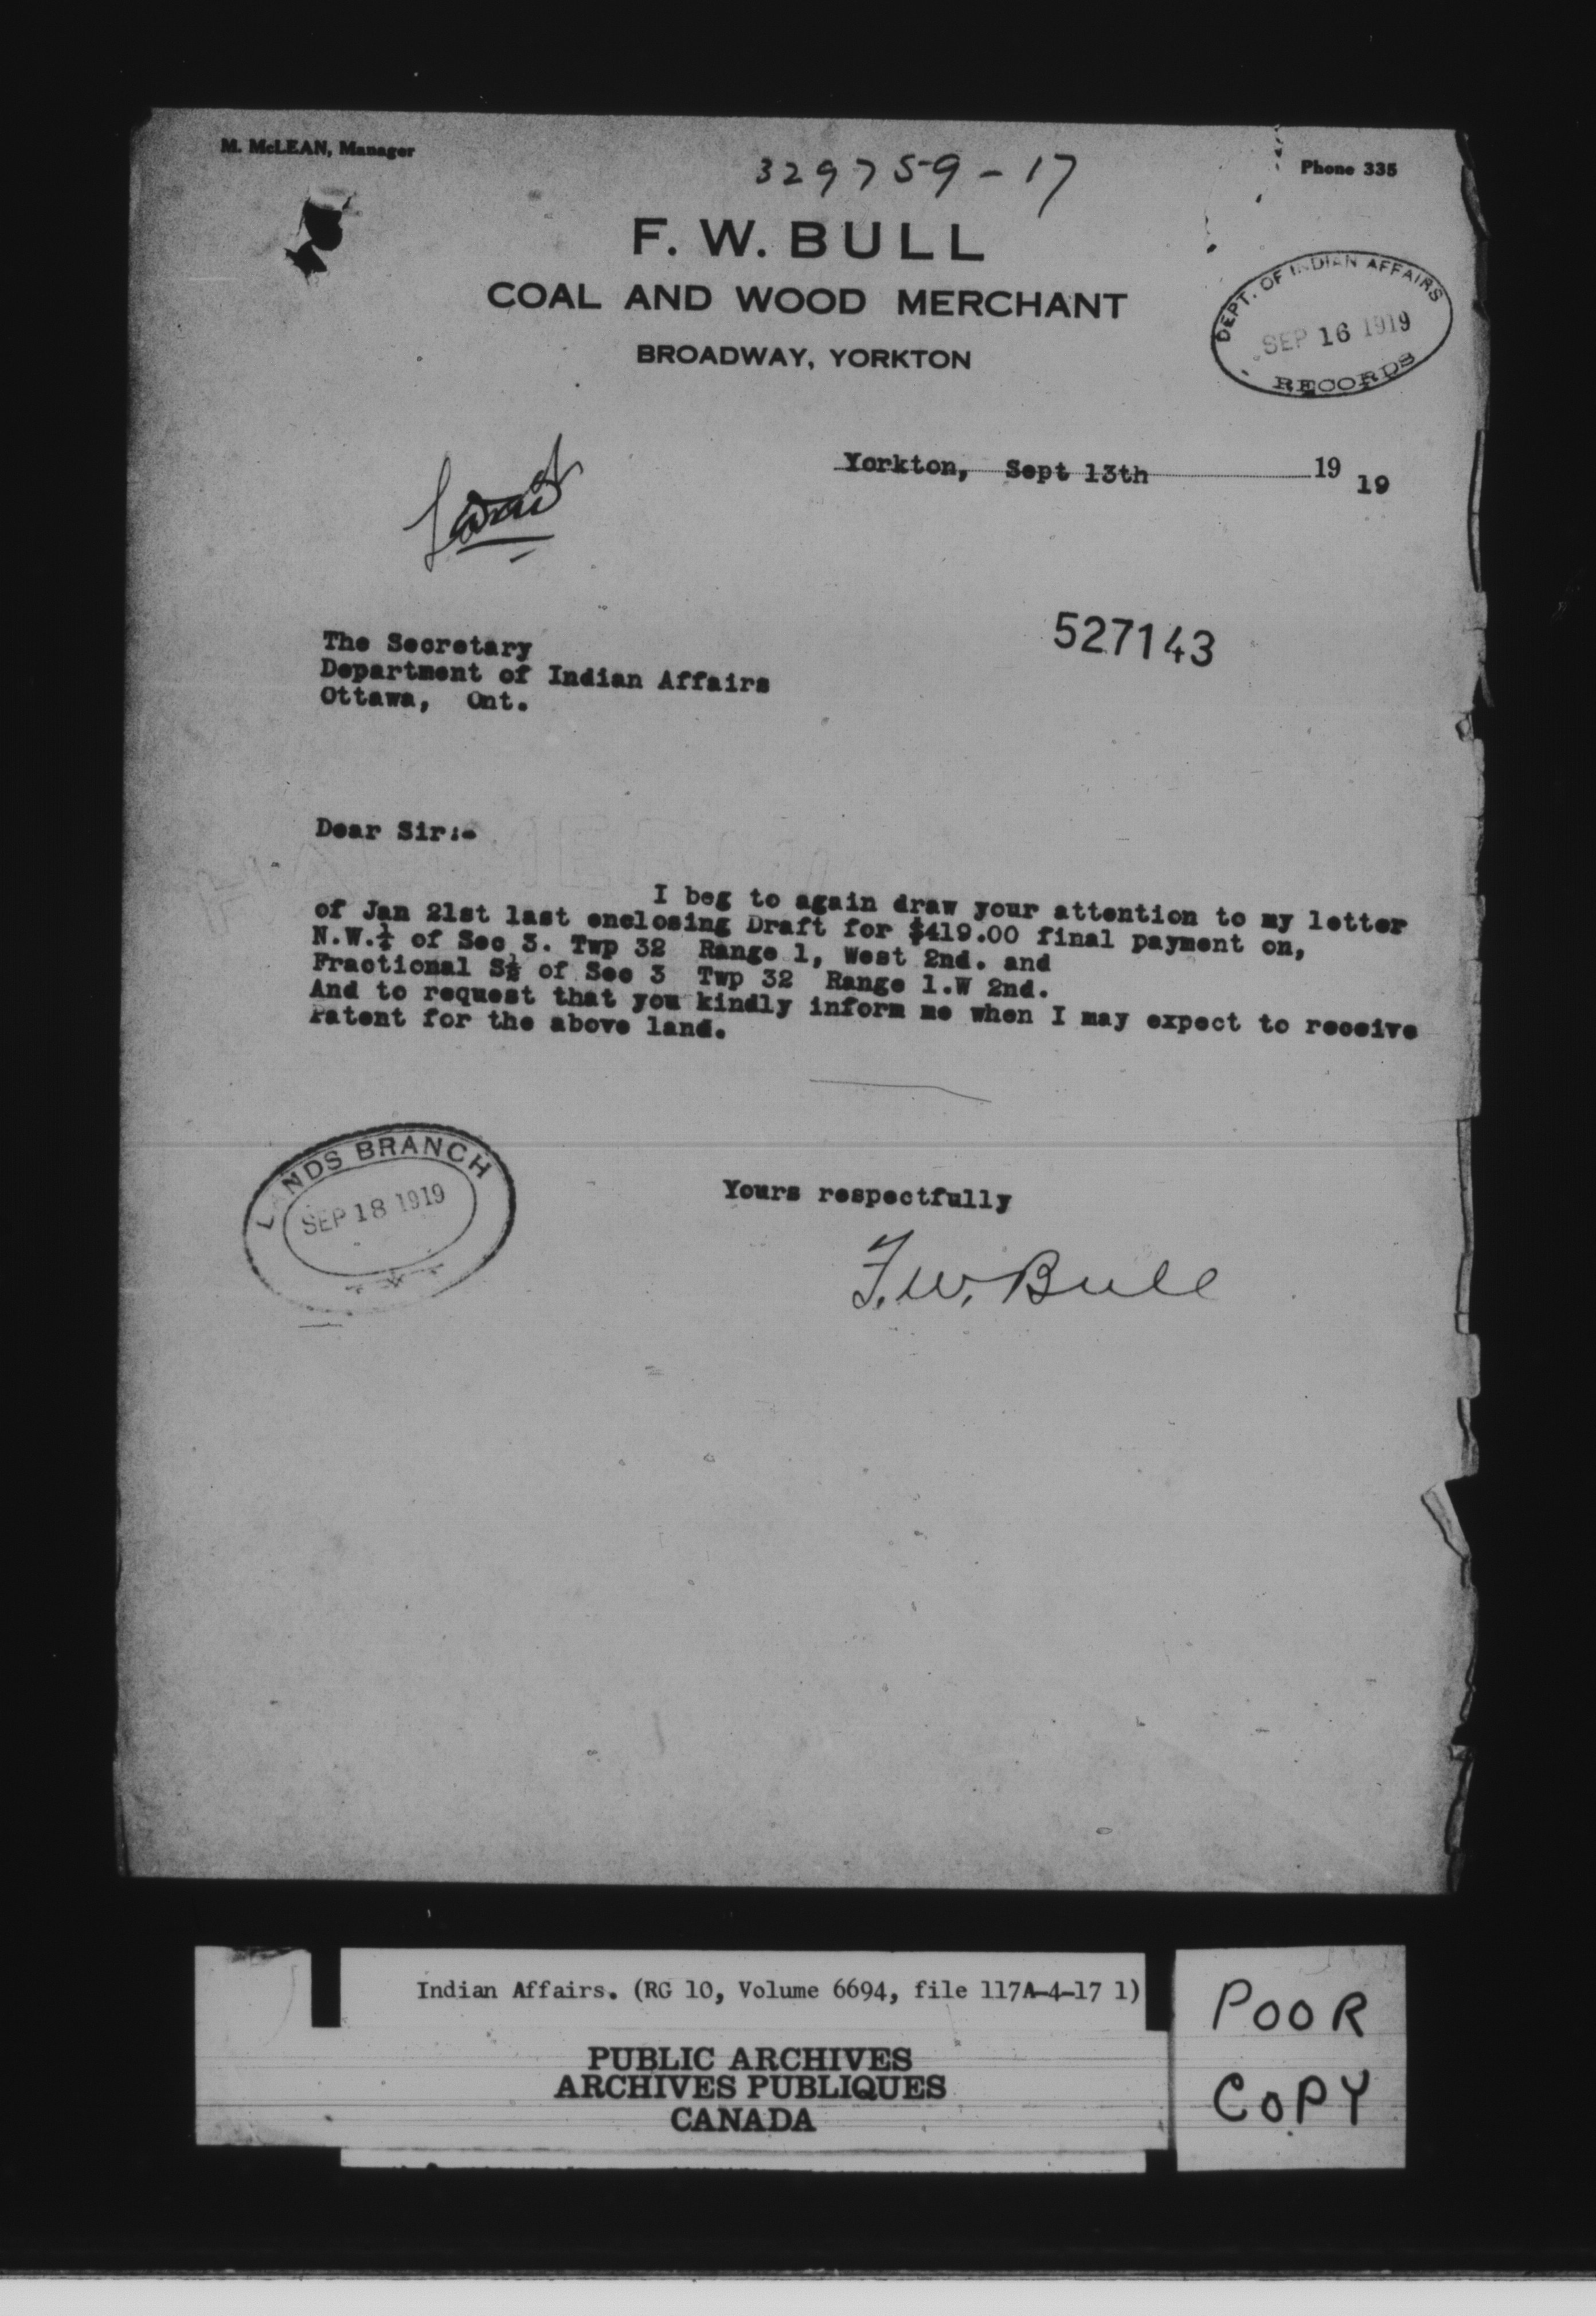 M. McLEAN, Manager
329759-17
Phone 335
F. W. BULL
COAL AND WOOD MERCHANT
BROADWAY, YORKTON
DEPT. OF INDIAN AFFAIRS
SEP 16 1919
RECORDS
Yorkton, Sept 13th 19 19
527143
The Secretary
Department of Indian Affairs
Ottawa, Ont.
Dear Sir:-
I beg to again draw your attention to my letter
of Jan 21st last enclosing Draft for $419.00 final payment on,
N.W.¼ of Sec 3. Twp 32 Range 1, West 2nd. and
Fractional S½ of Sec 3 Twp 32 Range 1.W 2nd.
And to request that you kindly inform me when I may expect to receive
Patent for the above land.
LANDS BRANCH
SEP 18 1919
Yours respectfully
F. W. Bull
Indian Affairs. (RG 10, Volume 6694, file 117A-4-17 1)
PUBLIC ARCHIVES
ARCHIVES PUBLIQUES
CANADA
POOR
COPY